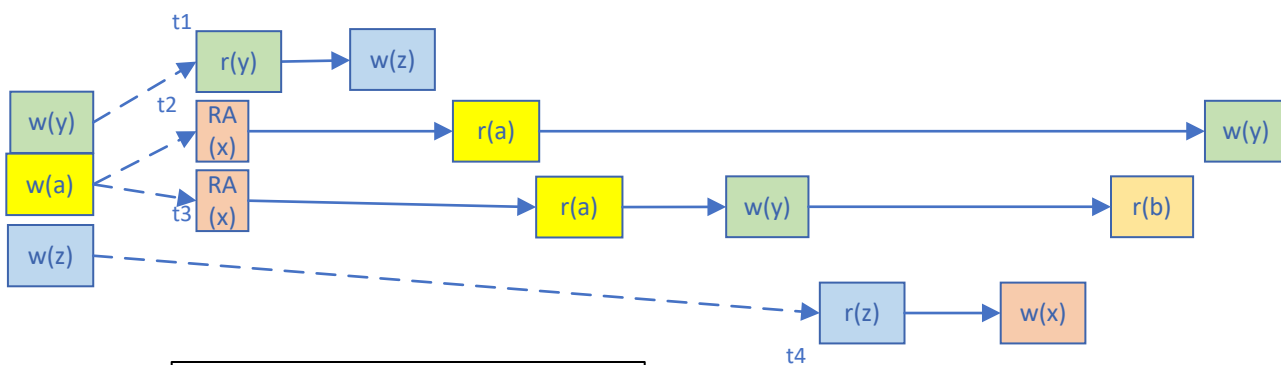 t1
r(y)
w(z)
w(y)
t2
RA
(x)
r(a)
w(y)
w(a)
t3
RA
(x)
r(a)
w(y)
r(b)
w(z)
r(z)
w(x)
t4